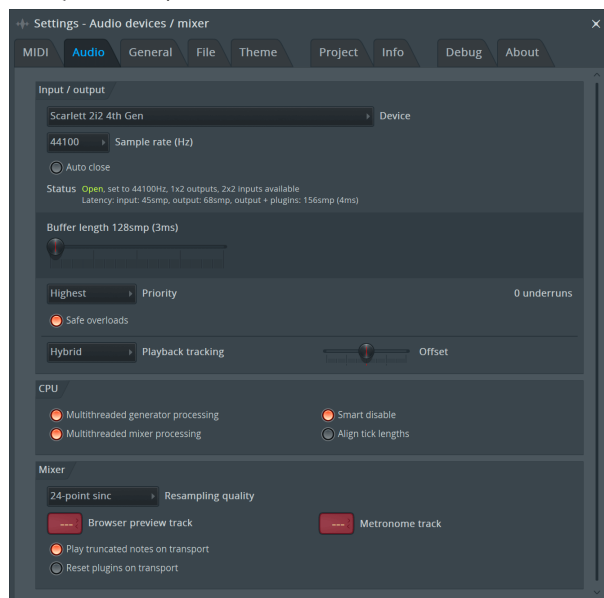 Settings - Audio devices / mixer
MIDI Audio General File Theme Project Info Debug About
Input / output
Scarlett 2i2 4th Gen Device
44100 Sample rate (Hz)
Auto close
Status Open, set to 44100Hz, 1x2 outputs, 2x2 inputs available
Latency: input: 45smp, output: 68smp, output + plugins: 156smp (4ms)
Buffer length 128smp (3ms)
Highest Priority 0 underruns
Safe overloads
Hybrid Playback tracking Offset
CPU
Multithreaded generator processing Smart disable
Multithreaded mixer processing Align tick lengths
Mixer
24-point sinc Resampling quality
--- Browser preview track --- Metronome track
Play truncated notes on transport
Reset plugins on transport